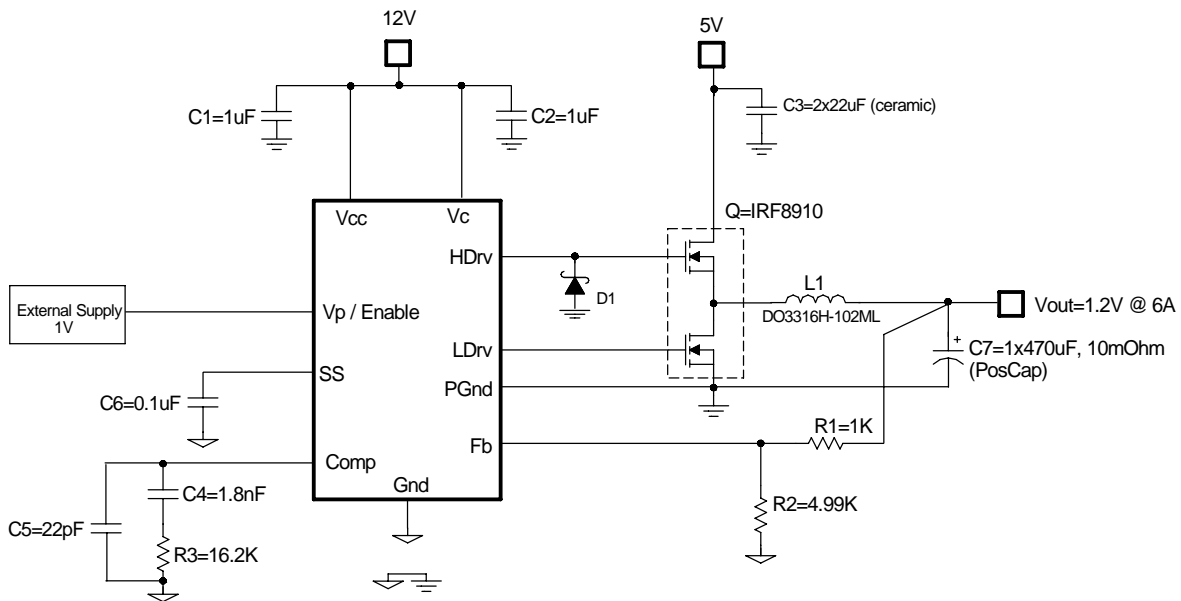 12V
5V
C1=1uF
C2=1uF
C3=2x22uF (ceramic)
Vcc
Vc
Q=IRF8910
HDrv
D1
L1
DO3316H-102ML
External Supply
1V
Vp / Enable
Vout=1.2V @ 6A
LDrv
+
C7=1x470uF, 10mOhm
(PosCap)
SS
PGnd
C6=0.1uF
R1=1K
Fb
Comp
Gnd
C4=1.8nF
R2=4.99K
C5=22pF
R3=16.2K